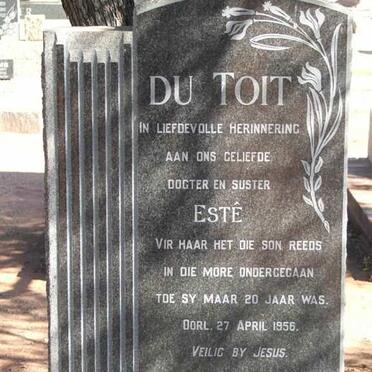 DU TOIT
IN LIEFDEVOLLE HERINNERING
AAN ONS GELIEFDE
DOGTER EN SUSTER
ESTÊ
VIR HAAR HET DIE SON REEDS
IN DIE MORE ONDERGEGAAN
TOE SY MAAR 20 JAAR WAS.
OORL. 27 APRIL 1956.
VEILIG BY JESUS.